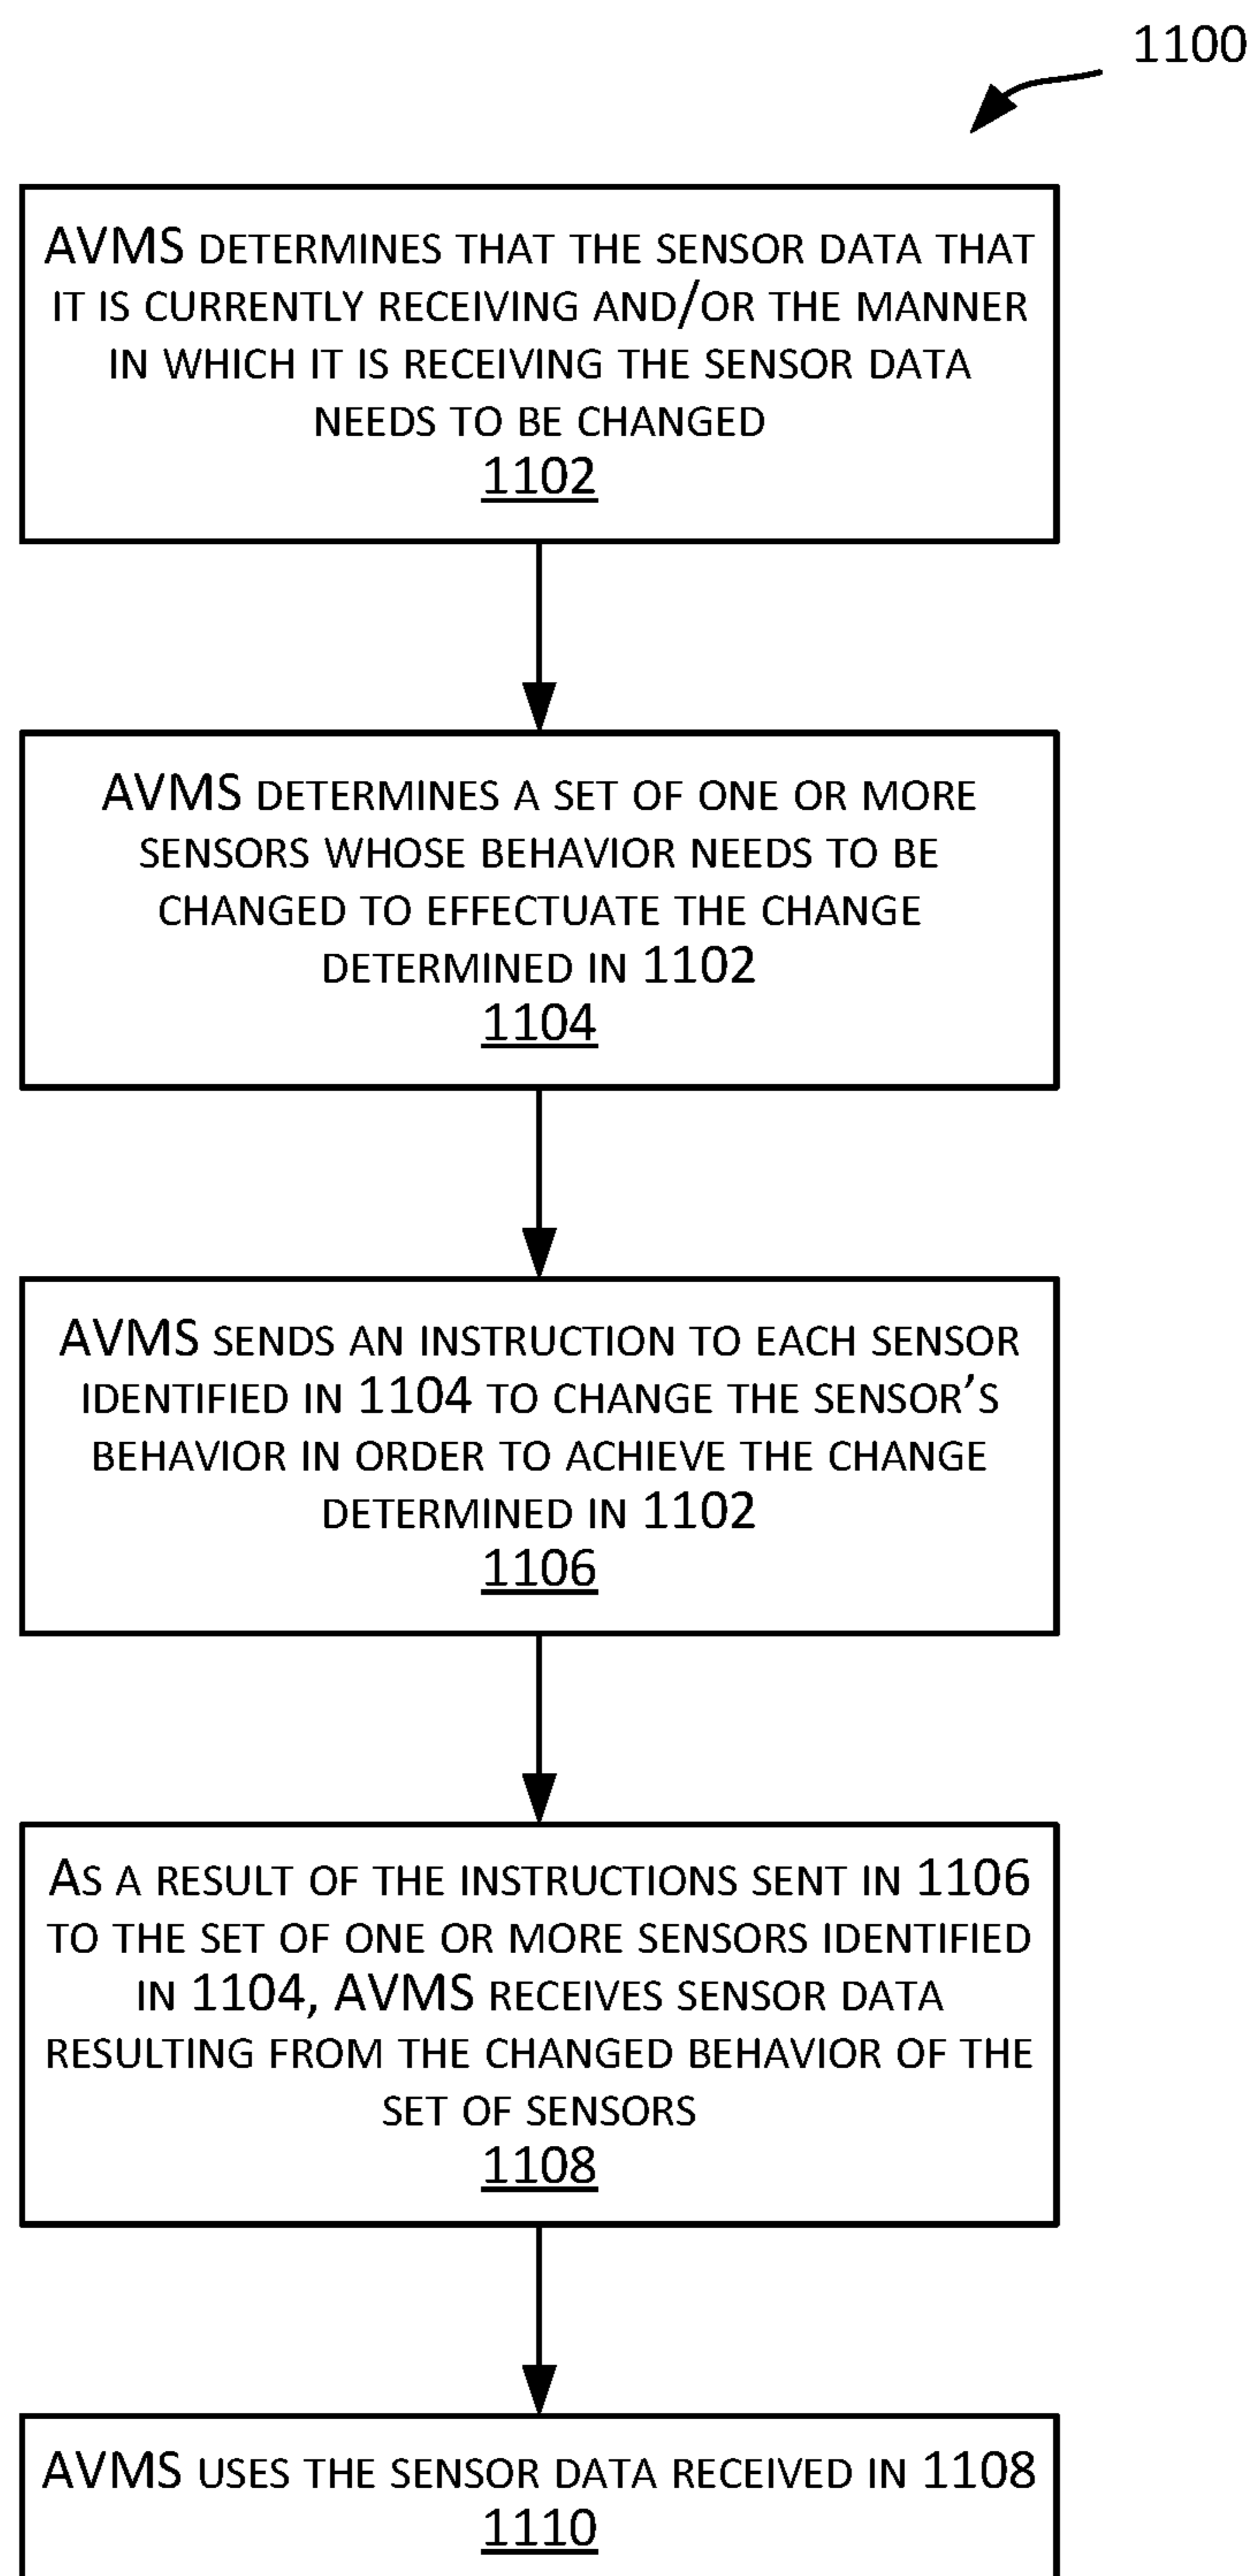 1100
AVMS DETERMINES THAT THE SENSOR DATA THAT
IT IS CURRENTLY RECEIVING AND/OR THE MANNER
IN WHICH IT IS RECEIVING THE SENSOR DATA
NEEDS TO BE CHANGED
1102
AVMS DETERMINES A SET OF ONE OR MORE
SENSORS WHOSE BEHAVIOR NEEDS TO BE
CHANGED TO EFFECTUATE THE CHANGE
DETERMINED IN 1102
1104
AVMS SENDS AN INSTRUCTION TO EACH SENSOR
IDENTIFIED IN 1104 TO CHANGE THE SENSOR’S
BEHAVIOR IN ORDER TO ACHIEVE THE CHANGE
DETERMINED IN 1102
1106
AS A RESULT OF THE INSTRUCTIONS SENT IN 1106
TO THE SET OF ONE OR MORE SENSORS IDENTIFIED
IN 1104, AVMS RECEIVES SENSOR DATA
RESULTING FROM THE CHANGED BEHAVIOR OF THE
SET OF SENSORS
1108
AVMS USES THE SENSOR DATA RECEIVED IN 1108
1110